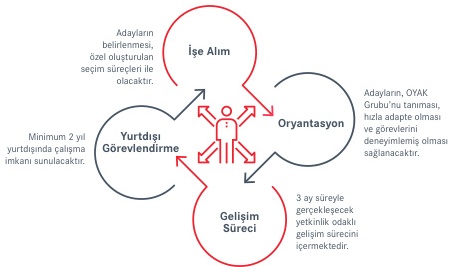 İşe Alım
Adayların
belirlenmesi,
özel oluşturulan
seçim süreçleri ile
olacaktır.
Oryantasyon
Adayların, OYAK
Grubu'nu tanıması,
hızla adapte olması
ve görevlerini
deneyimlemiş olması
sağlanacaktır.
Gelişim
Süreci
3 ay süreyle
gerçekleşecek
yetkinlik odaklı
gelişim sürecini
içermektedir.
Yurtdışı
Görevlendirme
Minimum 2 yıl
yurtdışında çalışma
imkanı sunulacaktır.